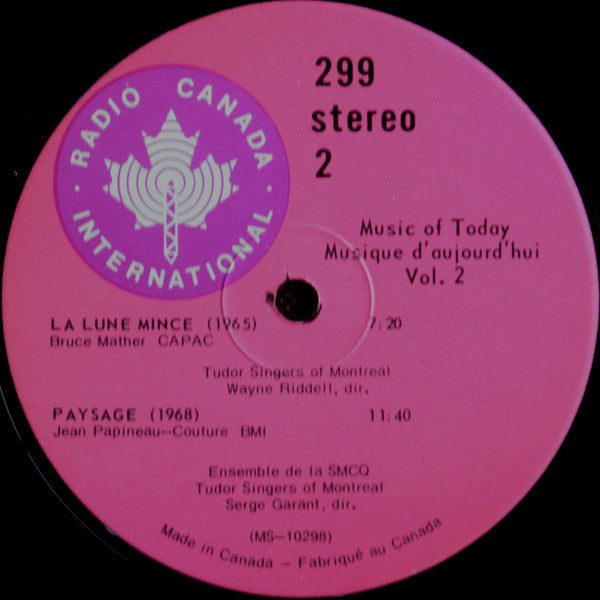 · RADIO CANADA ·
INTERNATIONAL
299
stereo
2
Music of Today
Musique d'aujourd'hui
Vol. 2
LA LUNE MINCE (1965) 7:20
Bruce Mather CAPAC
Tudor Singers of Montreal
Wayne Riddell, dir.
PAYSAGE (1968) 11:40
Jean Papineau-Couture BMI
Ensemble de la SMCQ
Tudor Singers of Montreal
Serge Garant, dir.
(MS-10298)
Made in Canada - Fabriqué au Canada